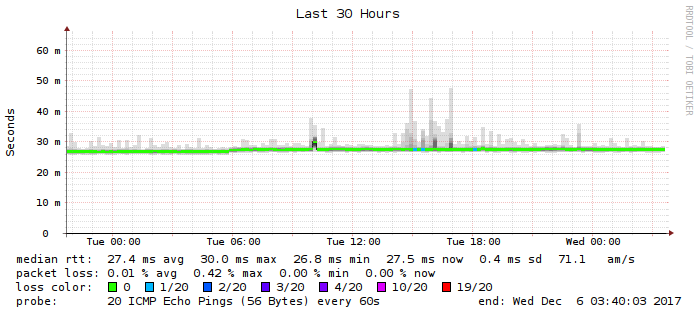 Last 30 Hours
RRDTOOL / TOBI OETIKER
Seconds
60 m
50 m
40 m
30 m
20 m
10 m
0
Tue 00:00 Tue 06:00 Tue 12:00 Tue 18:00 Wed 00:00
median rtt: 27.4 ms avg 30.0 ms max 26.8 ms min 27.5 ms now 0.4 ms sd 71.1 am/s
packet loss: 0.01 % avg 0.42 % max 0.00 % min 0.00 % now
loss color: 0 1/20 2/20 3/20 4/20 10/20 19/20
probe: 20 ICMP Echo Pings (56 Bytes) every 60s end: Wed Dec 6 03:40:03 2017